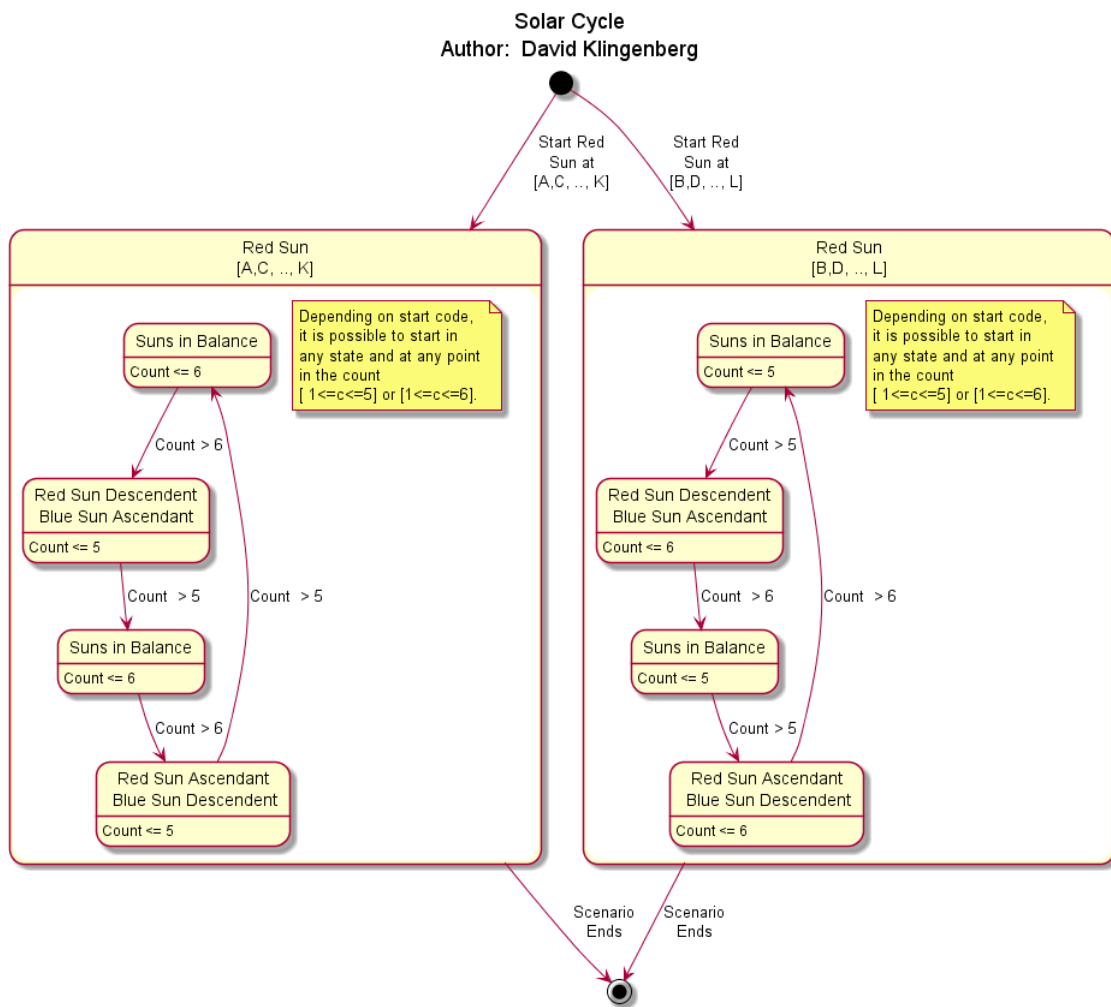 Solar Cycle
Author:  David Klingenberg
Start Red
Sun at
[A,C, .., K]
Start Red
Sun at
[B,D, .., L]
Red Sun
[A,C, .., K]
Depending on start code,
it is possible to start in
any state and at any point
in the count
[ 1<=c<=5] or [1<=c<=6].
Suns in Balance
Count <= 6
Count > 6
Red Sun Descendent
Blue Sun Ascendant
Count <= 5
Count  > 5
Count  > 5
Suns in Balance
Count <= 6
Count > 6
Red Sun Ascendant
Blue Sun Descendent
Count <= 5
Red Sun
[B,D, .., L]
Depending on start code,
it is possible to start in
any state and at any point
in the count
[ 1<=c<=5] or [1<=c<=6].
Suns in Balance
Count <= 5
Count > 5
Red Sun Descendent
Blue Sun Ascendant
Count <= 6
Count  > 6
Count  > 6
Suns in Balance
Count <= 5
Count > 5
Red Sun Ascendant
Blue Sun Descendent
Count <= 6
Scenario
Ends
Scenario
Ends